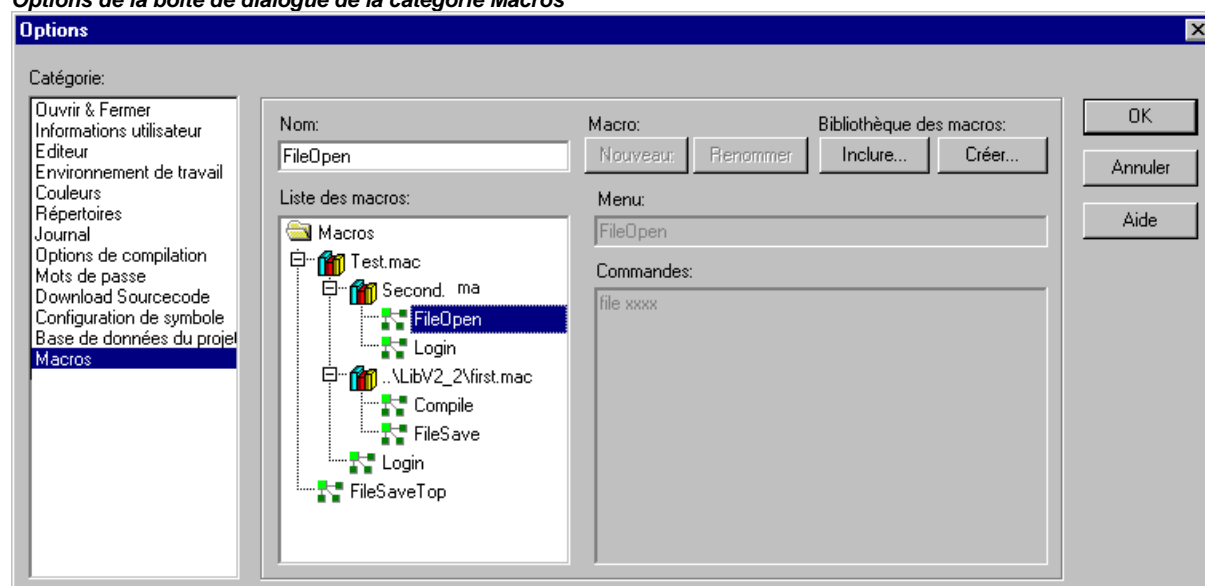 Options de la boîte de dialogue de la catégorie Macros
Options
Catégorie:
Ouvrir & Fermer
Informations utilisateur
Editeur
Environnement de travail
Couleurs
Répertoires
Journal
Options de compilation
Mots de passe
Download Sourcecode
Configuration de symbole
Base de données du projet
Macros
Nom:
FileOpen
Liste des macros:
Macros
Test.mac
Second. ma
FileOpen
Login
..\LibV2_2\first.mac
Compile
FileSave
Login
FileSaveTop
Macro:
Nouveau:
Renommer
Bibliothèque des macros:
Inclure...
Créer...
Menu:
FileOpen
Commandes:
file xxxx
OK
Annuler
Aide